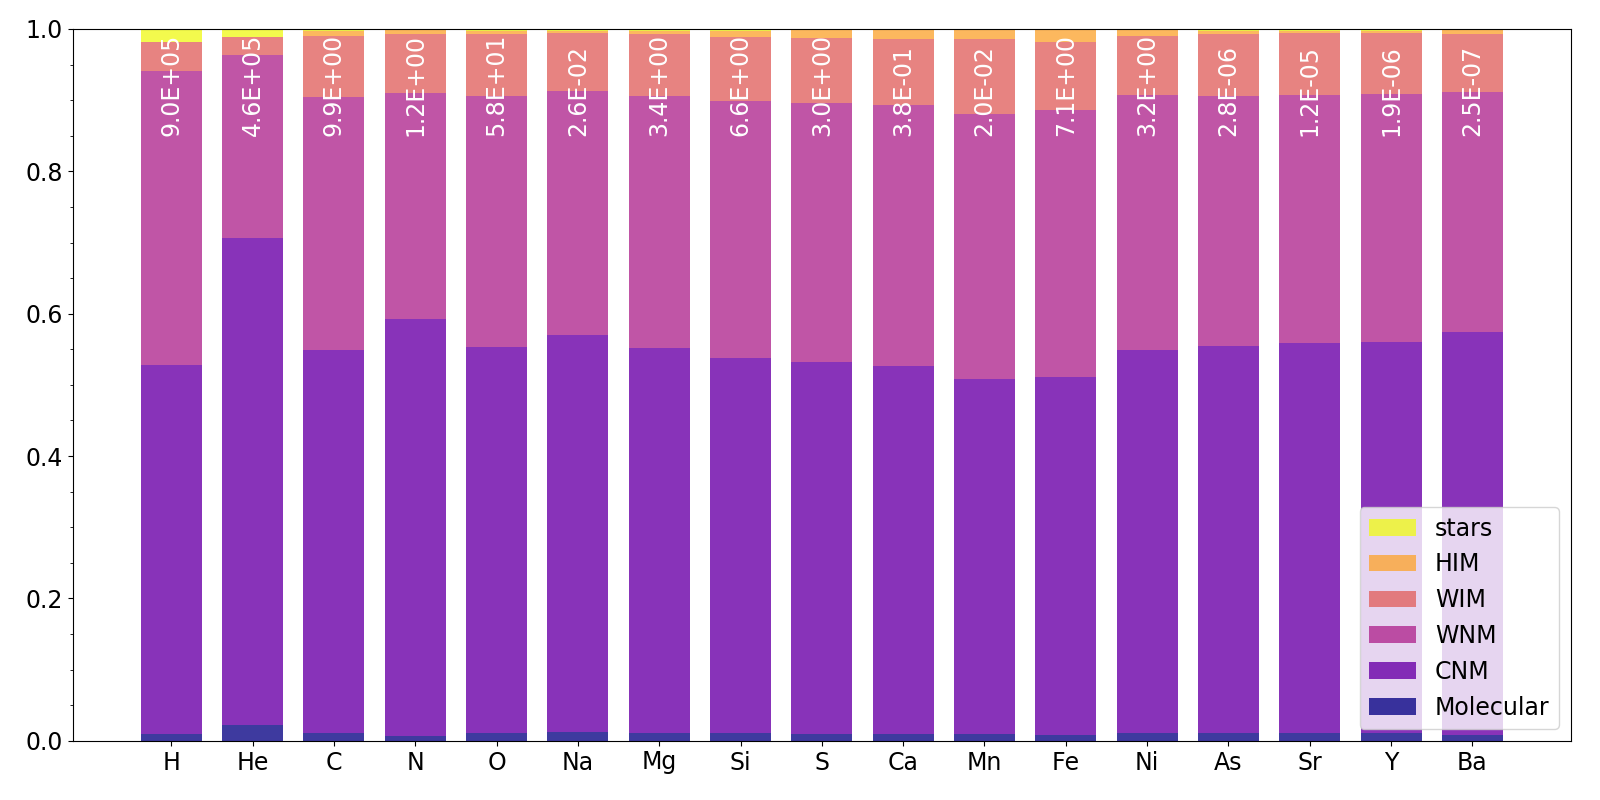 1.0
0.8
0.6
0.4
0.2
0.0
9.0E+05 4.6E+05 9.9E+00 1.2E+00 5.8E+01 2.6E-02 3.4E+00 6.6E+00 3.0E+00 3.8E-01 2.0E-02 7.1E+00 3.2E+00 2.8E-06 1.2E-05 1.9E-06 2.5E-07
stars
HIM
WIM
WNM
CNM
Molecular
H He C N O Na Mg Si S Ca Mn Fe Ni As Sr Y Ba